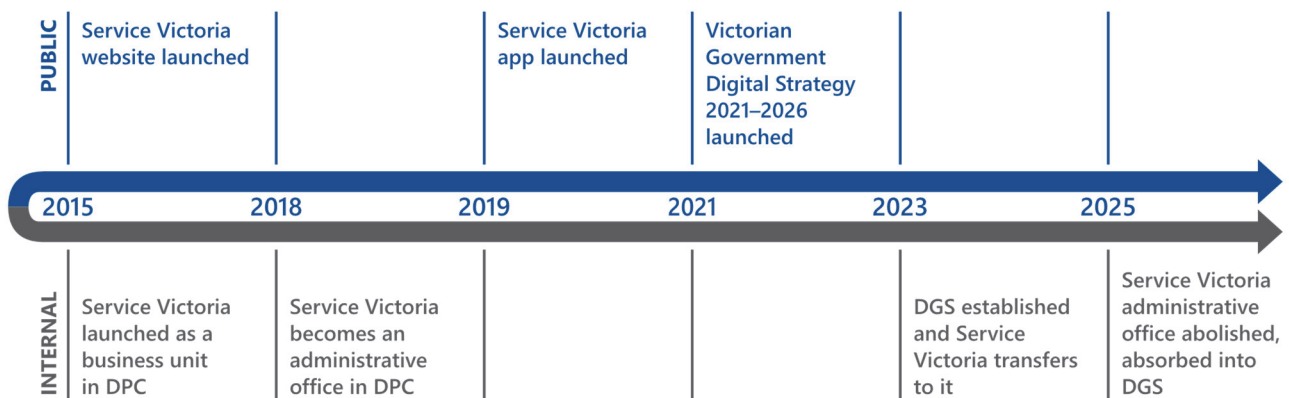 PUBLIC
Service Victoria
website launched
Service Victoria
app launched
Victorian
Government
Digital Strategy
2021–2026
launched
2015
2018
2019
2021
2023
2025
INTERNAL
Service Victoria
launched as a
business unit
in DPC
Service Victoria
becomes an
administrative
office in DPC
DGS established
and Service
Victoria transfers
to it
Service Victoria
administrative
office abolished,
absorbed into
DGS